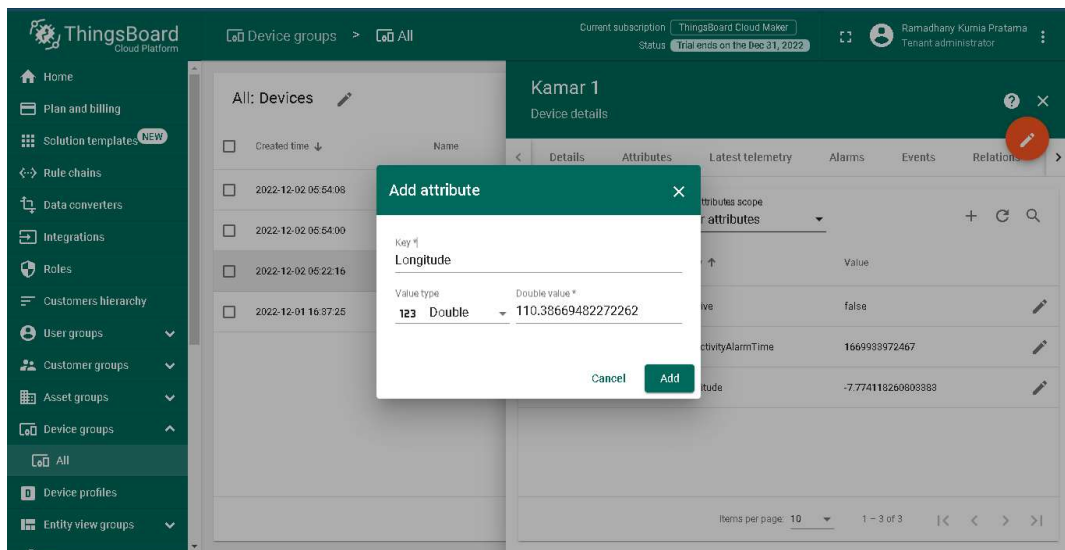 ThingsBoard
Cloud Platform
Device groups > All
Current subscription ThingsBoard Cloud Maker
Status Trial ends on the Dec 31, 2022
Ramadhany Kurnia Pratama
Tenant administrator
Home
Plan and billing
Solution templates NEW
Rule chains
Data converters
Integrations
Roles
Customers hierarchy
User groups
Customer groups
Asset groups
Device groups
All
Device profiles
Entity view groups
All: Devices
Created time Name
2022-12-02 05:54:08
2022-12-02 05:54:00
2022-12-02 05:22:16
2022-12-01 16:37:25
Kamar 1
Device details
Details Attributes Latest telemetry Alarms Events Relations
ttributes scope
r attributes
Value
ive false
ctivityAlarmTime 1669933972467
itude -7.774118260803383
Items per page: 10 1 – 3 of 3
Add attribute
Key *
Longitude
Value type Double value *
123 Double 110.38669482272262
Cancel Add